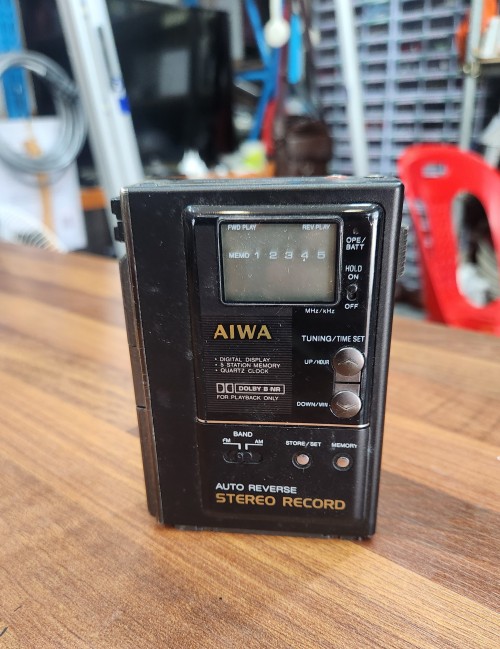 FWD PLAY REV PLAY
MEMO 1 2 3 4 5
OPE/
BATT
HOLD
ON
OFF
MHz/kHz
AIWA
TUNING/TIME SET
• DIGITAL DISPLAY
• 5 STATION MEMORY
• QUARTZ CLOCK
UP/HOUR
DOLBY B NR
FOR PLAYBACK ONLY
DOWN/MIN
BAND
FM AM
STORE/SET
MEMORY
AUTO REVERSE
STEREO RECORD